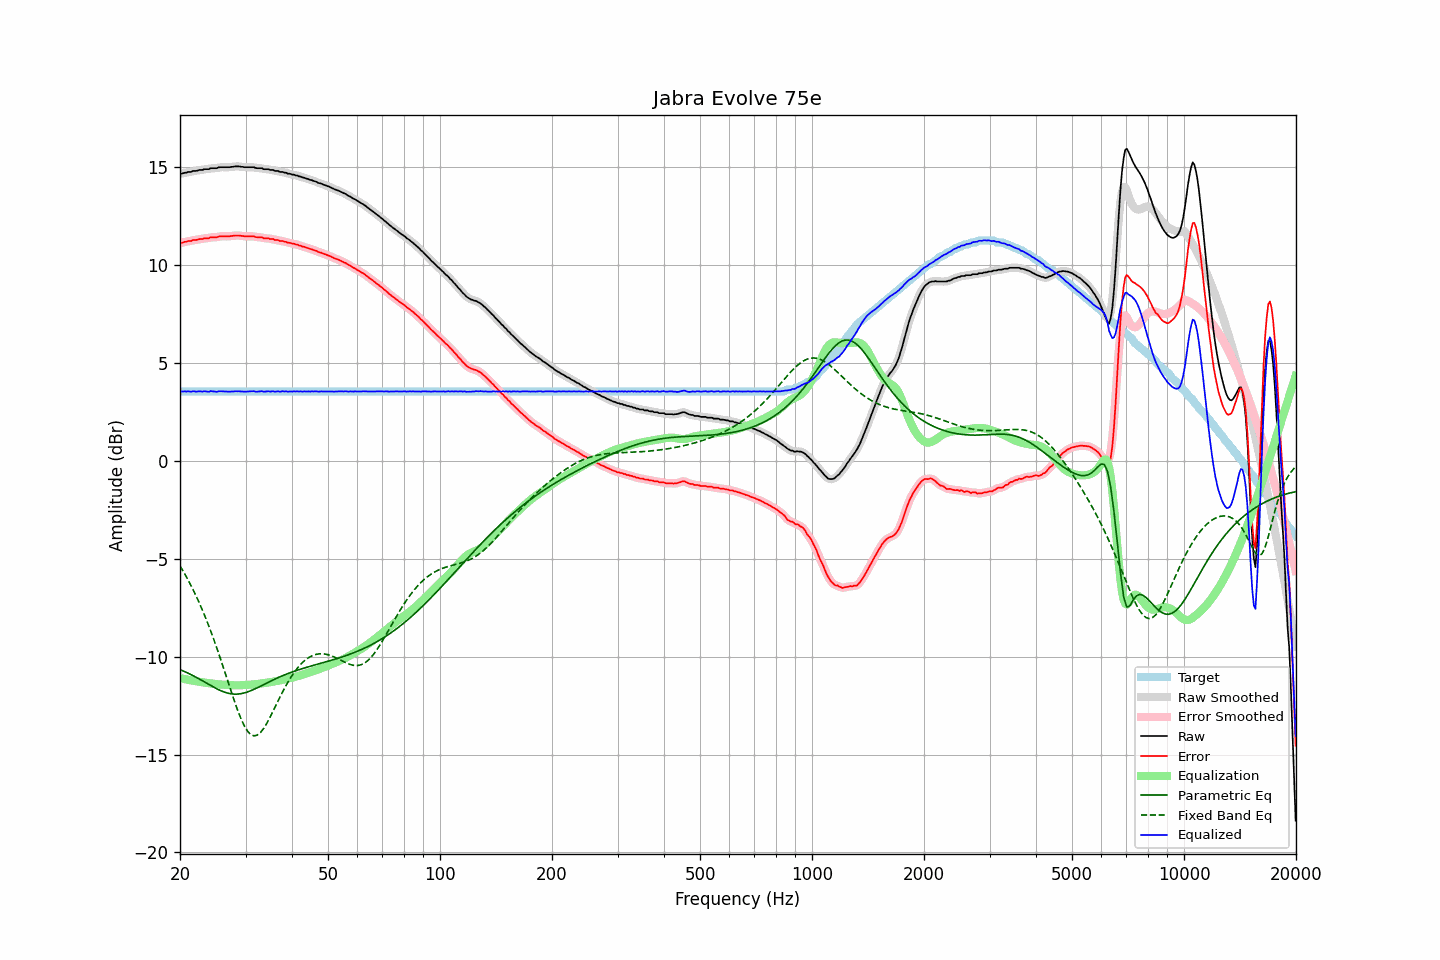 Jabra Evolve 75e
15
10
5
0
−5
−10
−15
−20
Amplitude (dBr)
20
50
100
200
500
1000
2000
5000
10000
20000
Frequency (Hz)
Target
Raw Smoothed
Error Smoothed
Raw
Error
Equalization
Parametric Eq
Fixed Band Eq
Equalized